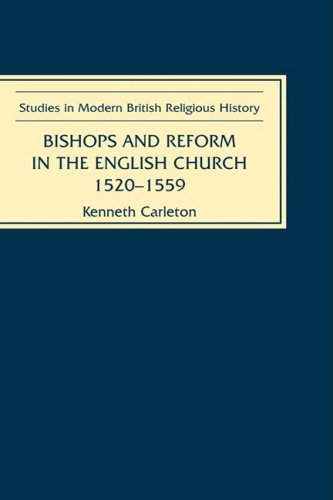 Studies in Modern British Religious History
BISHOPS AND REFORM
IN THE ENGLISH CHURCH
1520–1559
Kenneth Carleton